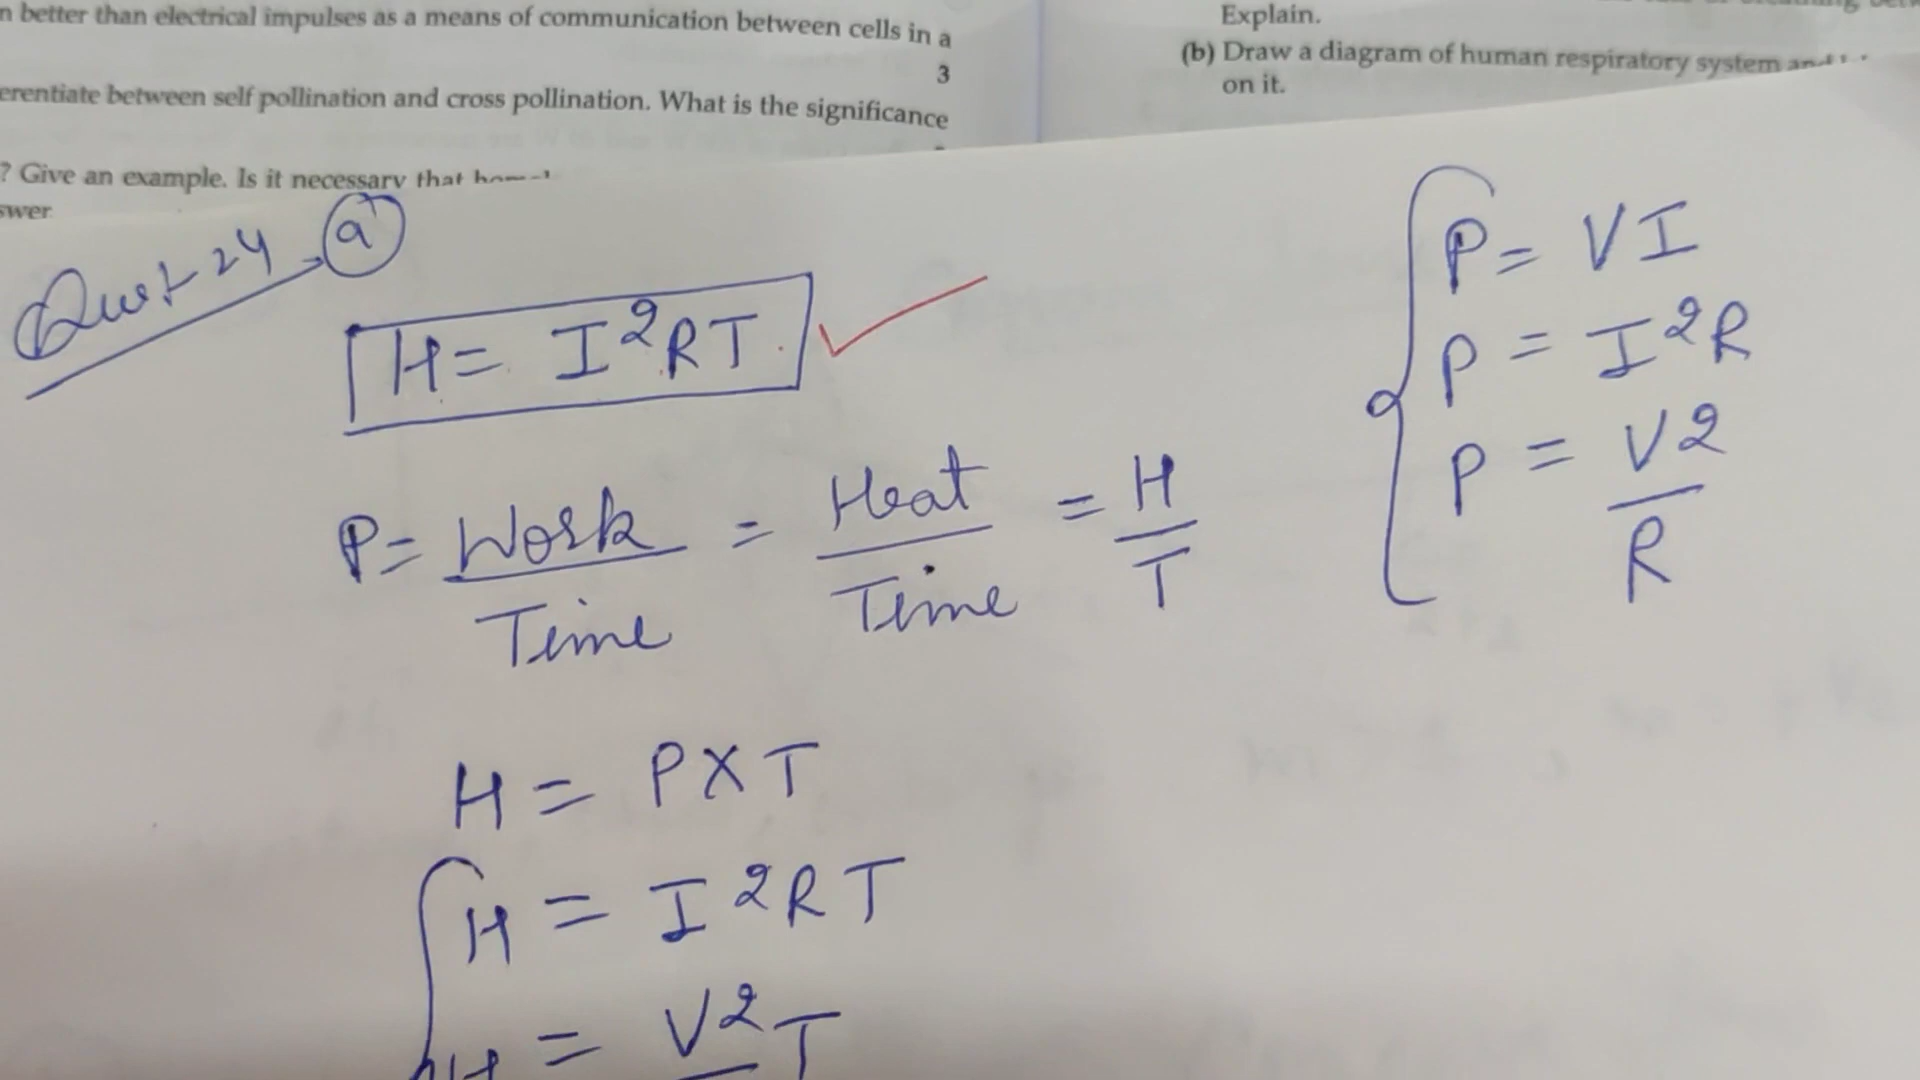 better than electrical impulses as a means of communication between cells in a
3
erentiate between self pollination and cross pollination. What is the significance
? Give an example. Is it necessary that
swer
Explain.
(b) Draw a diagram of human respiratory system
on it.
24 a
H = I²RT
P = Work/Time = Heat/Time = H/T
H = P X T
H = I²RT
H = V²T
P = VI
P = I²R
P = V²/R